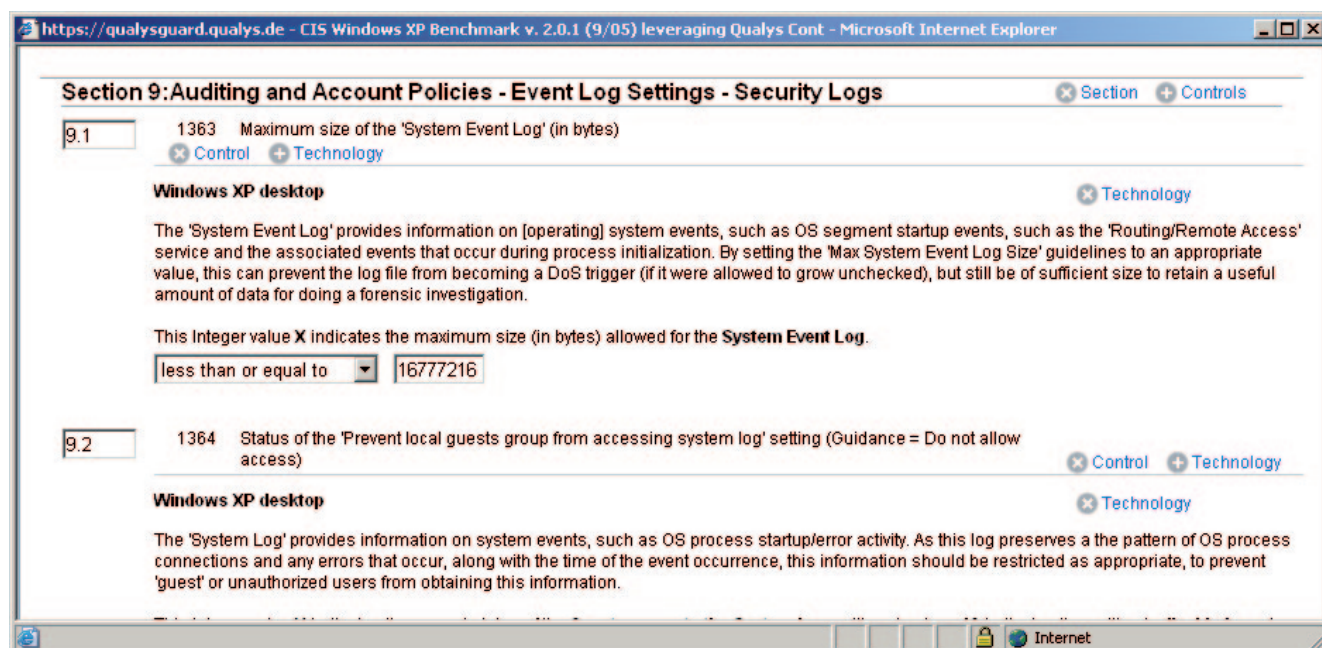 https://qualysguard.qualys.de - CIS Windows XP Benchmark v. 2.0.1 (9/05) leveraging Qualys Cont - Microsoft Internet Explorer
Section 9:Auditing and Account Policies - Event Log Settings - Security Logs Section Controls
9.1 1363 Maximum size of the 'System Event Log' (in bytes)
Control Technology
Windows XP desktop Technology
The 'System Event Log' provides information on [operating] system events, such as OS segment startup events, such as the 'Routing/Remote Access'
service and the associated events that occur during process initialization. By setting the 'Max System Event Log Size' guidelines to an appropriate
value, this can prevent the log file from becoming a DoS trigger (if it were allowed to grow unchecked), but still be of sufficient size to retain a useful
amount of data for doing a forensic investigation.
This Integer value X indicates the maximum size (in bytes) allowed for the System Event Log.
less than or equal to 16777216
9.2 1364 Status of the 'Prevent local guests group from accessing system log' setting (Guidance = Do not allow
access) Control Technology
Windows XP desktop Technology
The 'System Log' provides information on system events, such as OS process startup/error activity. As this log preserves a the pattern of OS process
connections and any errors that occur, along with the time of the event occurrence, this information should be restricted as appropriate, to prevent
'guest' or unauthorized users from obtaining this information.
Internet